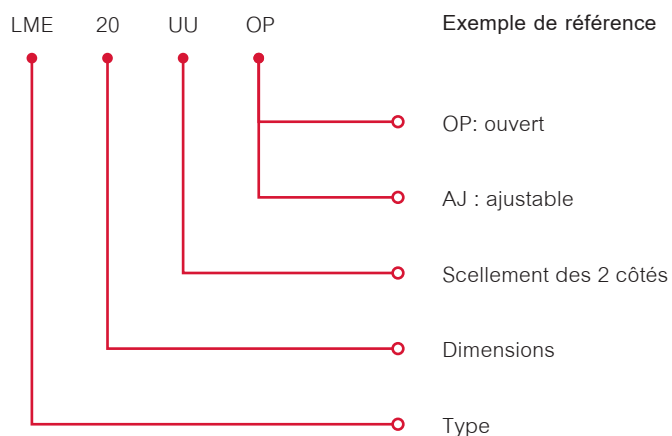 LME 20 UU OP Exemple de référence
OP: ouvert
AJ : ajustable
Scellement des 2 côtés
Dimensions
Type